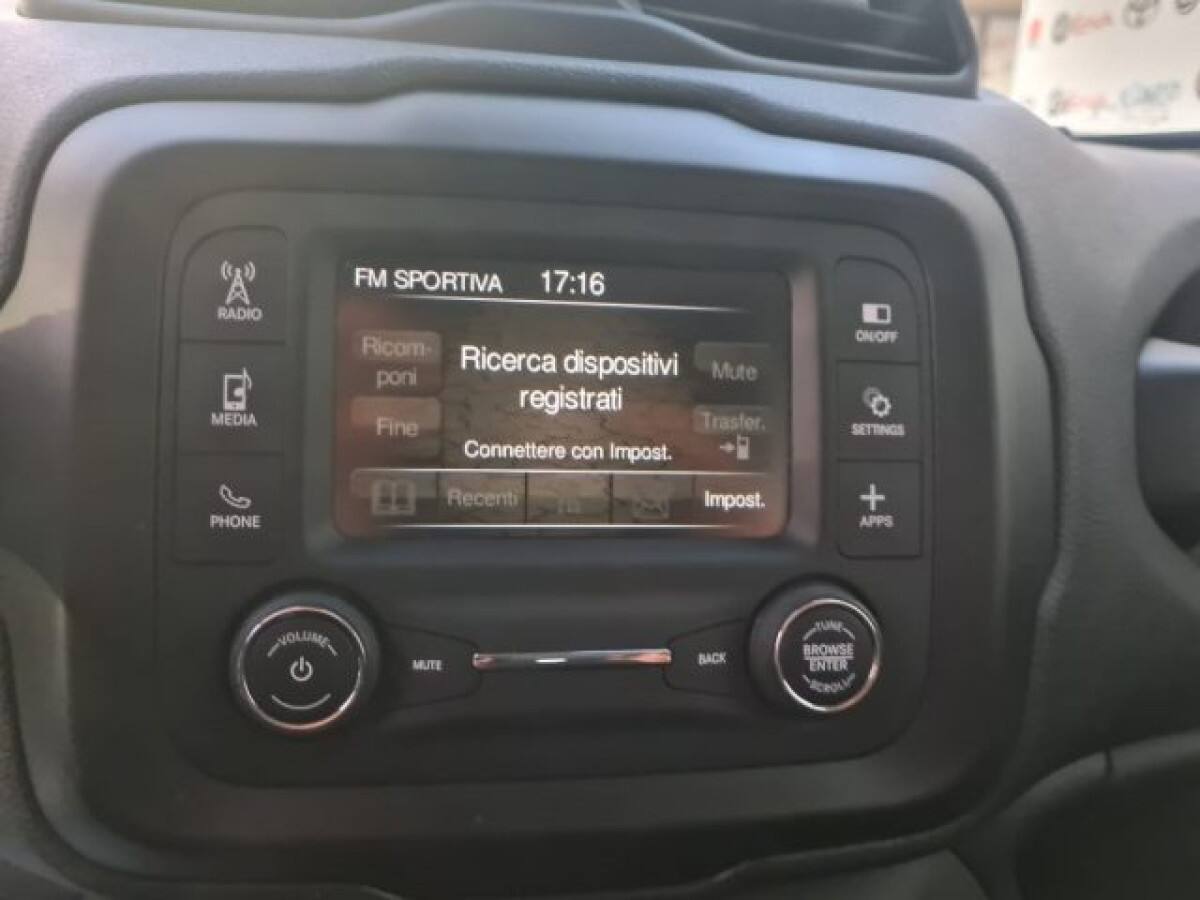 RADIO
MEDIA
PHONE
FM SPORTIVA 17:16
Ricom-
poni
Fine
Ricerca dispositivi
registrati
Connettere con Impost.
Mute
Trasfer.
Recenti
Impost.
ON/OFF
SETTINGS
APPS
VOLUME
MUTE
BACK
TUNE
BROWSE
ENTER
SCROLL